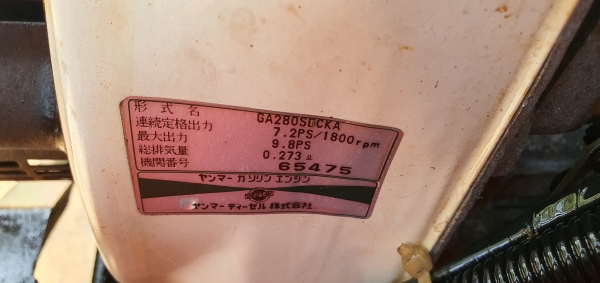 形式名 GA280SDCKA
連続定格出力 7.2PS/1800rpm
最大出力 9.8PS
総排気量 0.273ℓ
機関番号 65475
ヤンマーガソリンエンジン
ヤンマーディーゼル株式会社